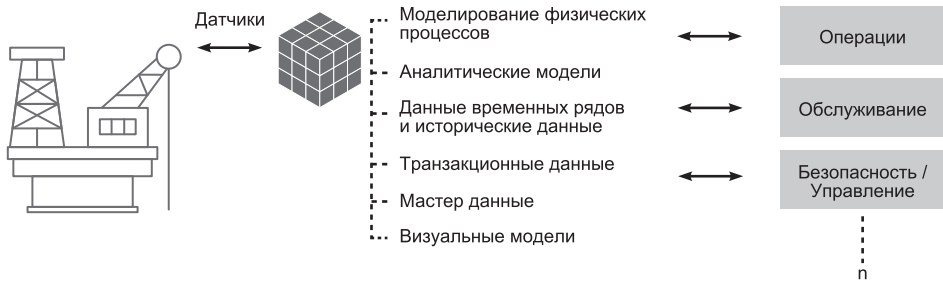 Датчики
Моделирование физических
процессов
Аналитические модели
Данные временных рядов
и исторические данные
Транзакционные данные
Мастер данные
Визуальные модели
Операции
Обслуживание
Безопасность /
Управление
n